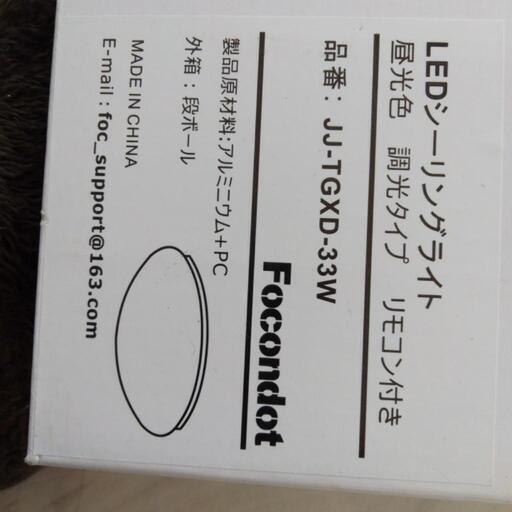 LEDシーリングライト
昼光色 調光タイプ リモコン付き
品番： JJ-TGXD-33W
Focondot
製品原材料:アルミニウム+PC
外箱：段ボール
MADE IN CHINA
E-mail : foc_support@163.com